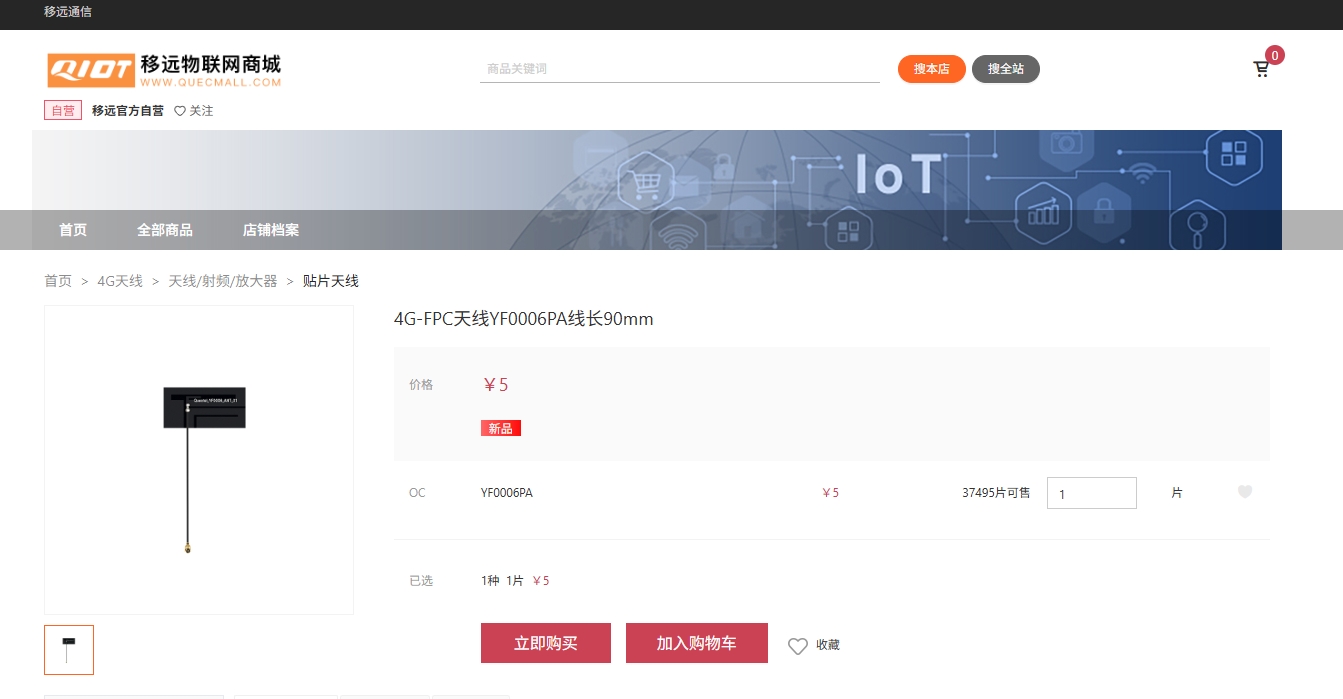 移远通信
QIOT 移远物联网商城
WWW.QUECMALL.COM
商品关键词
搜本店
搜全站
0
自营 移远官方自营 关注
IoT
首页 全部商品 店铺档案
首页 > 4G天线 > 天线/射频/放大器 > 贴片天线
4G-FPC天线YF0006PA线长90mm
价格 ￥5
新品
OC YF0006PA ￥5 37495片可售 1 片
已选 1种 1片 ￥5
立即购买 加入购物车 收藏